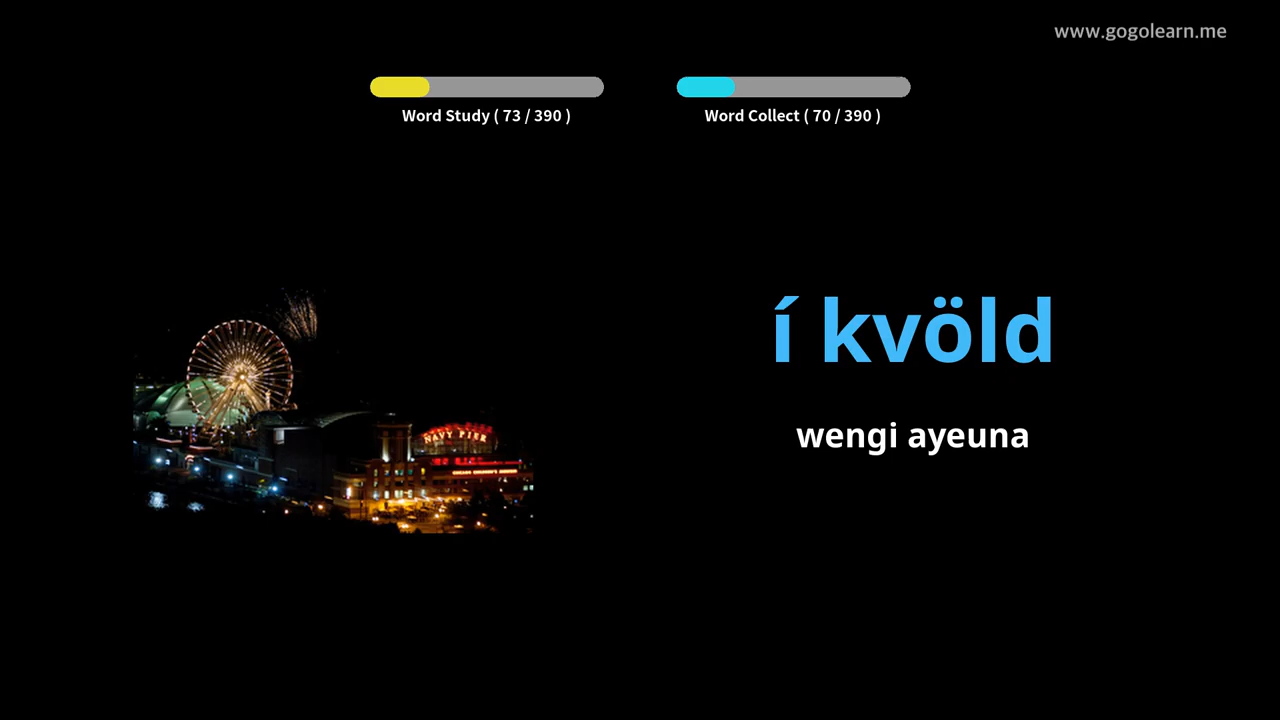 www.gogolearn.me
Word Study ( 73 / 390 )
Word Collect ( 70 / 390 )
í kvöld
wengi ayeuna
NAVY PIER